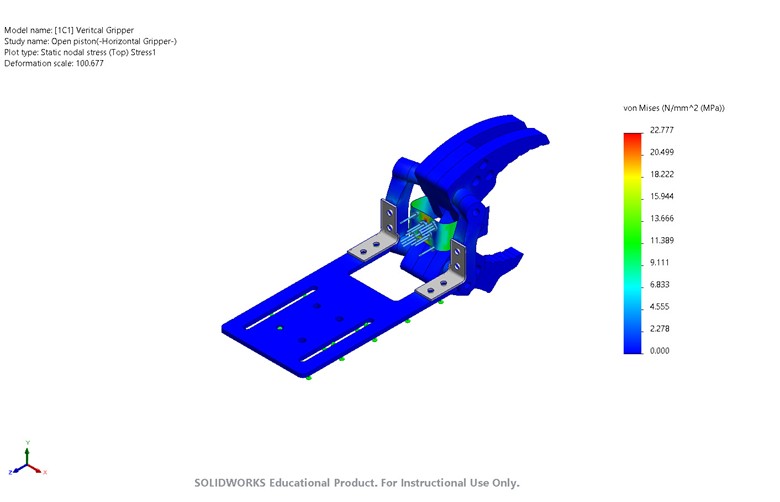 Model name: [1C1] Veritcal Gripper
Study name: Open piston(-Horizontal Gripper-)
Plot type: Static nodal stress (Top) Stress1
Deformation scale: 100.677
von Mises (N/mm^2 (MPa))
22.777
20.499
18.222
15.944
13.666
11.389
9.111
6.833
4.555
2.278
0.000
Y
Z
X
SOLIDWORKS Educational Product. For Instructional Use Only.